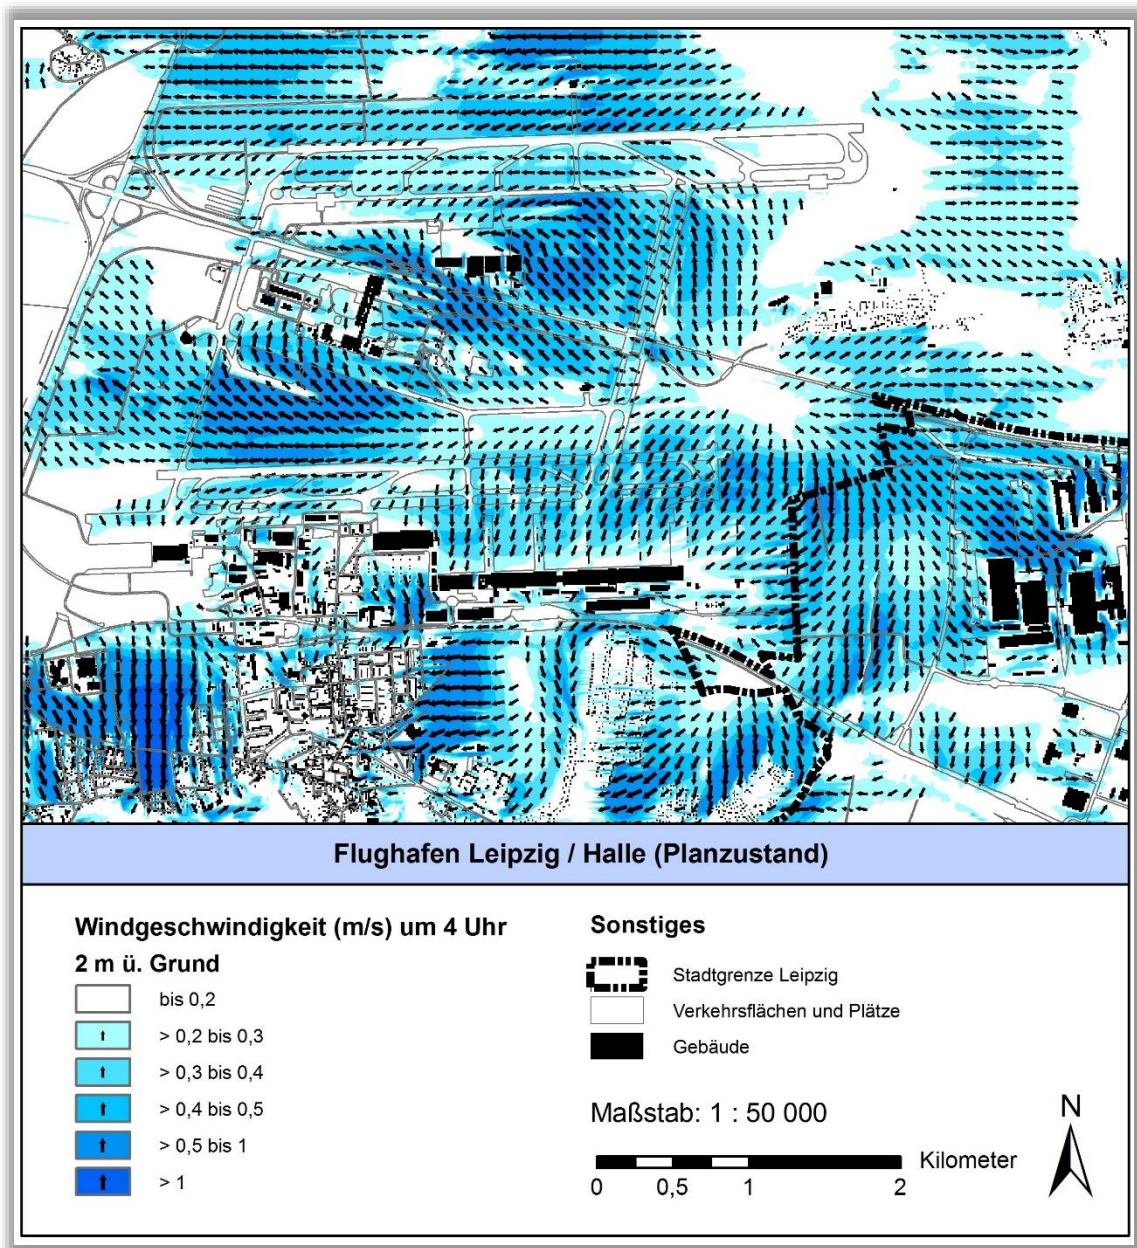 Flughafen Leipzig / Halle (Planzustand)
Windgeschwindigkeit (m/s) um 4 Uhr
2 m ü. Grund
bis 0,2
> 0,2 bis 0,3
> 0,3 bis 0,4
> 0,4 bis 0,5
> 0,5 bis 1
> 1
Sonstiges
Stadtgrenze Leipzig
Verkehrsflächen und Plätze
Gebäude
Maßstab: 1 : 50 000
N
Kilometer
0 0,5 1 2